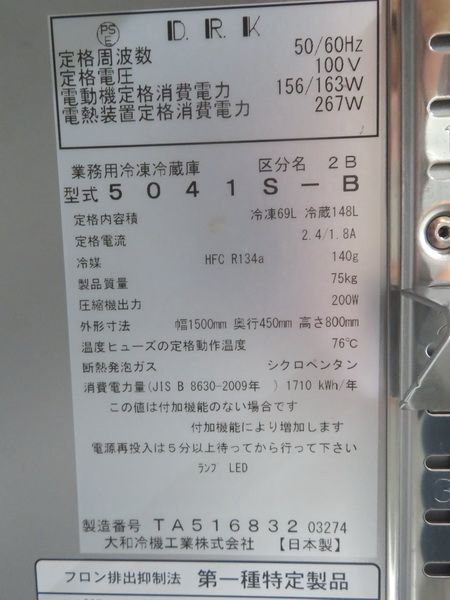 PS
E
D.R.K
定格周波数 50/60Hz
定格電圧 100V
電動機定格消費電力 156/163W
電熱装置定格消費電力 267W
業務用冷凍冷蔵庫 区分名 2B
型式 5041S-B
定格内容積 冷凍69L 冷蔵148L
定格電流 2.4/1.8A
冷媒 HFC R134a 140g
製品質量 75kg
圧縮機出力 200W
外形寸法 幅1500mm 奥行450mm 高さ800mm
温度ヒューズの定格動作温度 76℃
断熱発泡ガス シクロペンタン
消費電力量(JIS B 8630-2009年 ) 1710 kWh/年
この値は付加機能のない場合です
付加機能により増加します
電源再投入は5分以上待ってから行って下さい
ランプ LED
製造番号 TA516832 03274
大和冷機工業株式会社 【日本製】
フロン排出抑制法 第一種特定製品